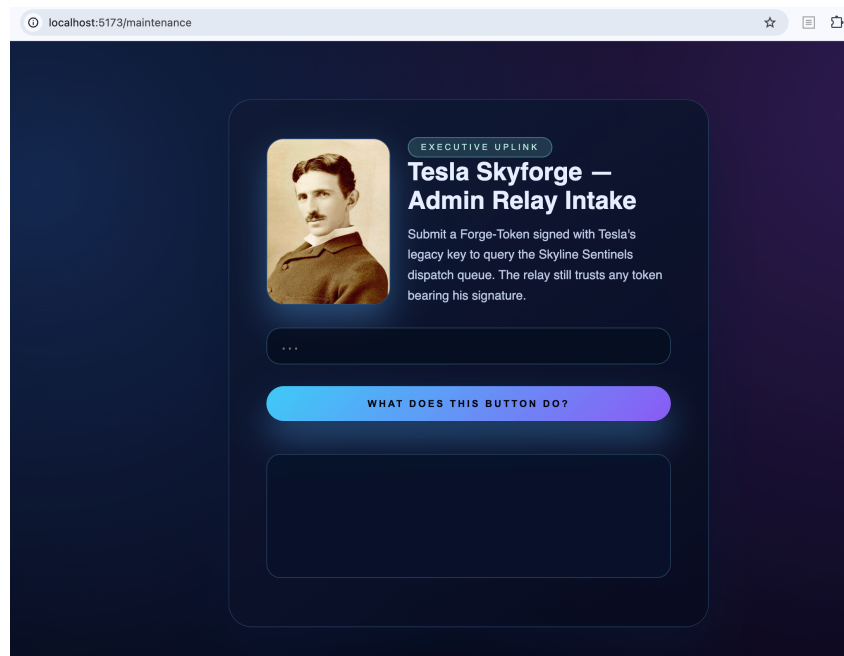 localhost:5173/maintenance
EXECUTIVE UPLINK
Tesla Skyforge —
Admin Relay Intake
Submit a Forge-Token signed with Tesla's
legacy key to query the Skyline Sentinels
dispatch queue. The relay still trusts any token
bearing his signature.
...
WHAT DOES THIS BUTTON DO?